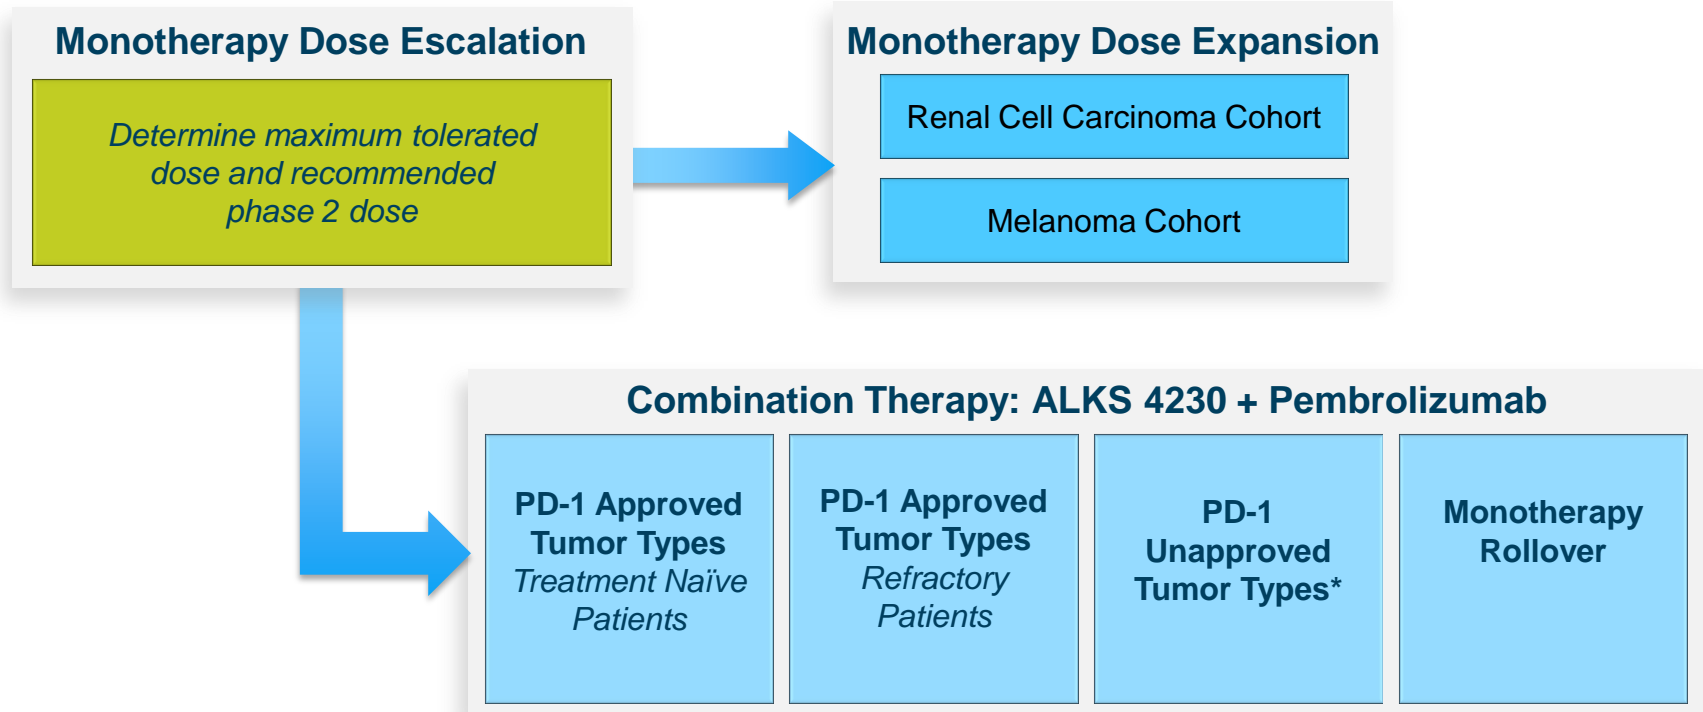 Monotherapy Dose Escalation
Determine maximum tolerated
dose and recommended
phase 2 dose
Monotherapy Dose Expansion
Renal Cell Carcinoma Cohort
Melanoma Cohort
Combination Therapy: ALKS 4230 + Pembrolizumab
PD-1 Approved
Tumor Types
Treatment Naïve
Patients
PD-1 Approved
Tumor Types
Refractory
Patients
PD-1
Unapproved
Tumor Types*
Monotherapy
Rollover